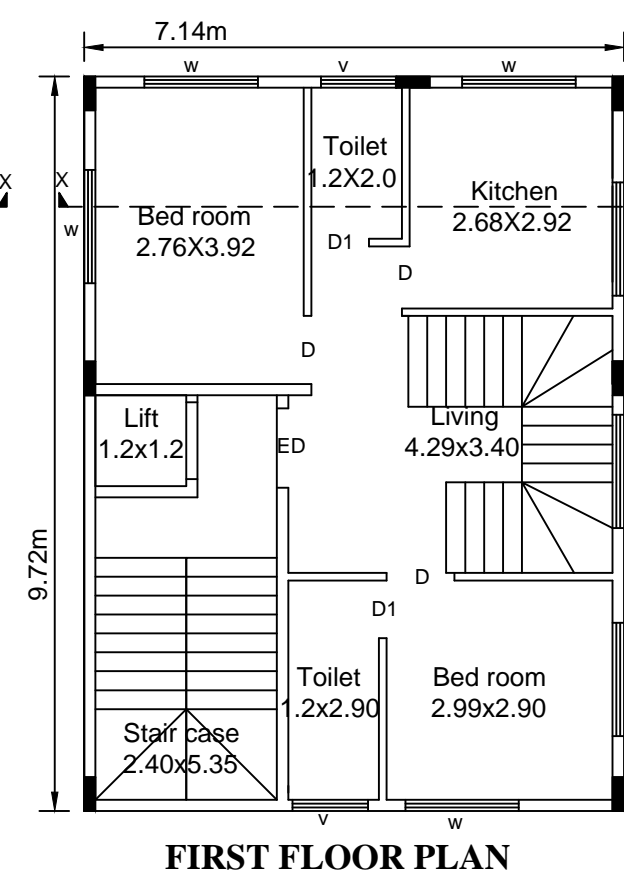 7.14m
w
v
w
X
X
Toilet
1.2X2.0
Kitchen
2.68X2.92
Bed room
2.76X3.92
w
D1
D
D
Lift
1.2x1.2
Living
4.29x3.40
ED
9.72m
D
D1
Toilet
1.2x2.90
Bed room
2.99x2.90
Stair case
2.40x5.35
v
w
FIRST FLOOR PLAN